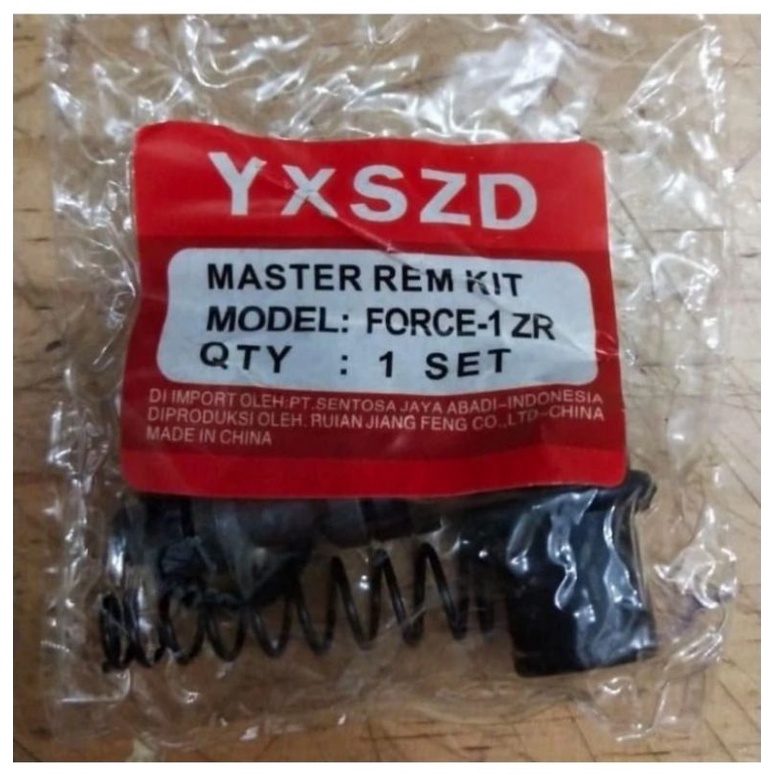 YXSZD
MASTER REM KIT
MODEL: FORCE-1 ZR
QTY : 1 SET
DI IMPORT OLEH:PT.SENTOSA JAYA ABADI-INDONESIA
DIPRODUKSI OLEH. RUIAN JIANG FENG CO.,LTD-CHINA
MADE IN CHINA